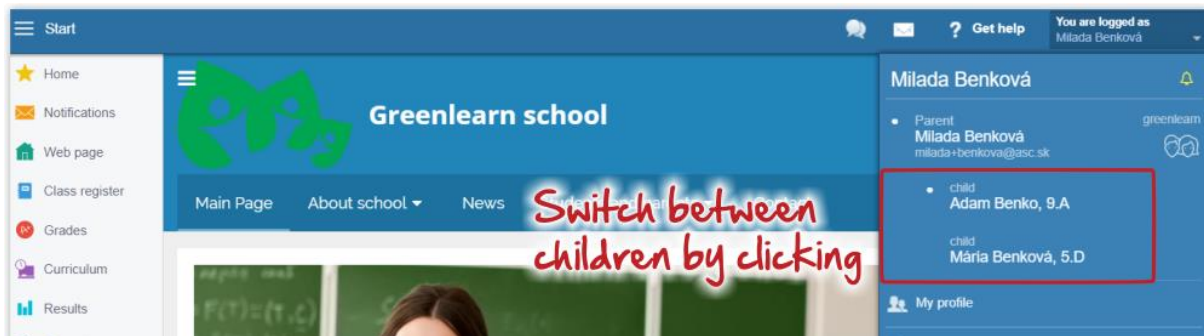 Start
Get help
You are logged as
Milada Benková
Home
Notifications
Web page
Class register
Grades
Curriculum
Results
Greenlearn school
Main Page
About school
News
Switch between
children by clicking
Milada Benková
Parent
greenlearn
Milada Benková
milada+benkova@asc.sk
child
Adam Benko, 9.A
child
Mária Benková, 5.D
My profile